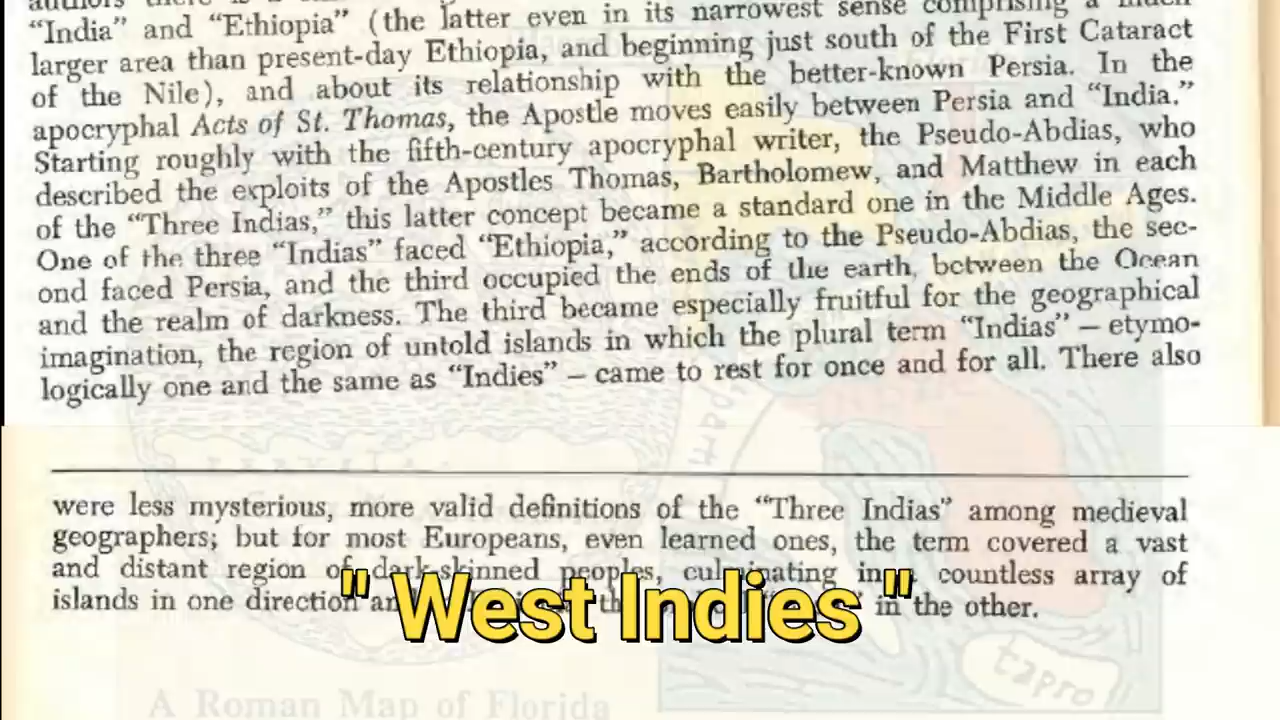 authors there is a
"India" and "Ethiopia" (the latter even in its narrowest sense comprising a much
larger area than present-day Ethiopia, and beginning just south of the First Cataract
of the Nile), and about its relationship with the better-known Persia. In the
apocryphal Acts of St. Thomas, the Apostle moves easily between Persia and "India."
Starting roughly with the fifth-century apocryphal writer, the Pseudo-Abdias, who
described the exploits of the Apostles Thomas, Bartholomew, and Matthew in each
of the "Three Indias," this latter concept became a standard one in the Middle Ages.
One of the three "Indias" faced "Ethiopia," according to the Pseudo-Abdias, the sec-
ond faced Persia, and the third occupied the ends of the earth, between the Ocean
and the realm of darkness. The third became especially fruitful for the geographical
imagination, the region of untold islands in which the plural term "Indias" – etymo-
logically one and the same as "Indies" – came to rest for once and for all. There also
were less mysterious, more valid definitions of the "Three Indias" among medieval
geographers; but for most Europeans, even learned ones, the term covered a vast
and distant region of dark-skinned peoples, culminating in a countless array of
islands in one direction in the other.
" West Indies "
tapro
A Roman Map of Florida